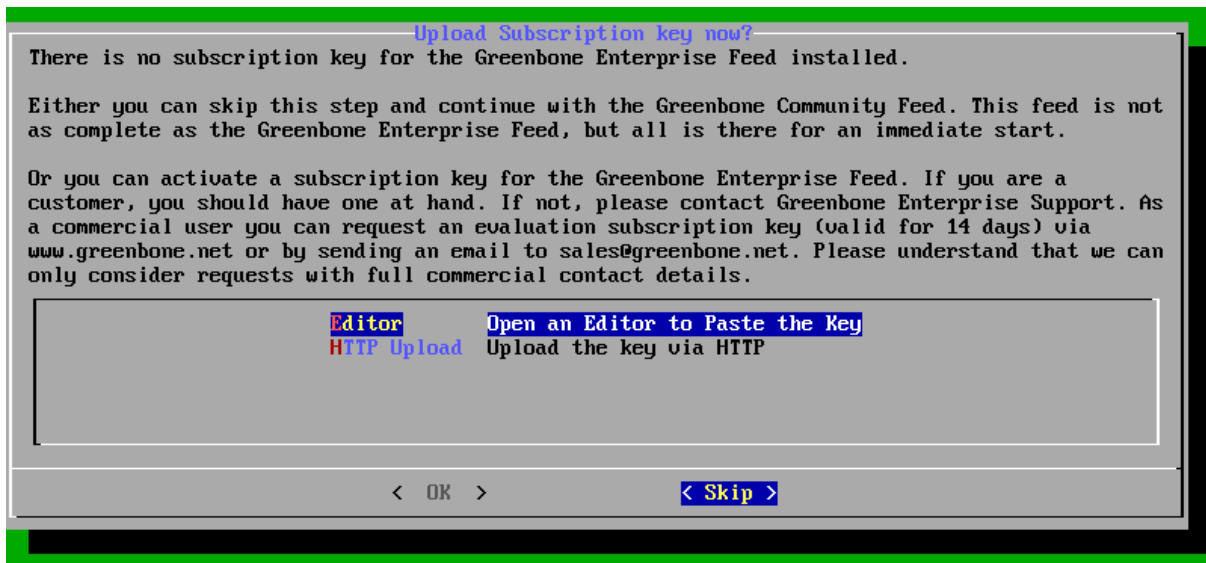 Upload Subscription key now?
There is no subscription key for the Greenbone Enterprise Feed installed.
Either you can skip this step and continue with the Greenbone Community Feed. This feed is not
as complete as the Greenbone Enterprise Feed, but all is there for an immediate start.
Or you can activate a subscription key for the Greenbone Enterprise Feed. If you are a
customer, you should have one at hand. If not, please contact Greenbone Enterprise Support. As
a commercial user you can request an evaluation subscription key (valid for 14 days) via
www.greenbone.net or by sending an email to sales@greenbone.net. Please understand that we can
only consider requests with full commercial contact details.
Editor Open an Editor to Paste the Key
HTTP Upload Upload the key via HTTP
< OK > < Skip >